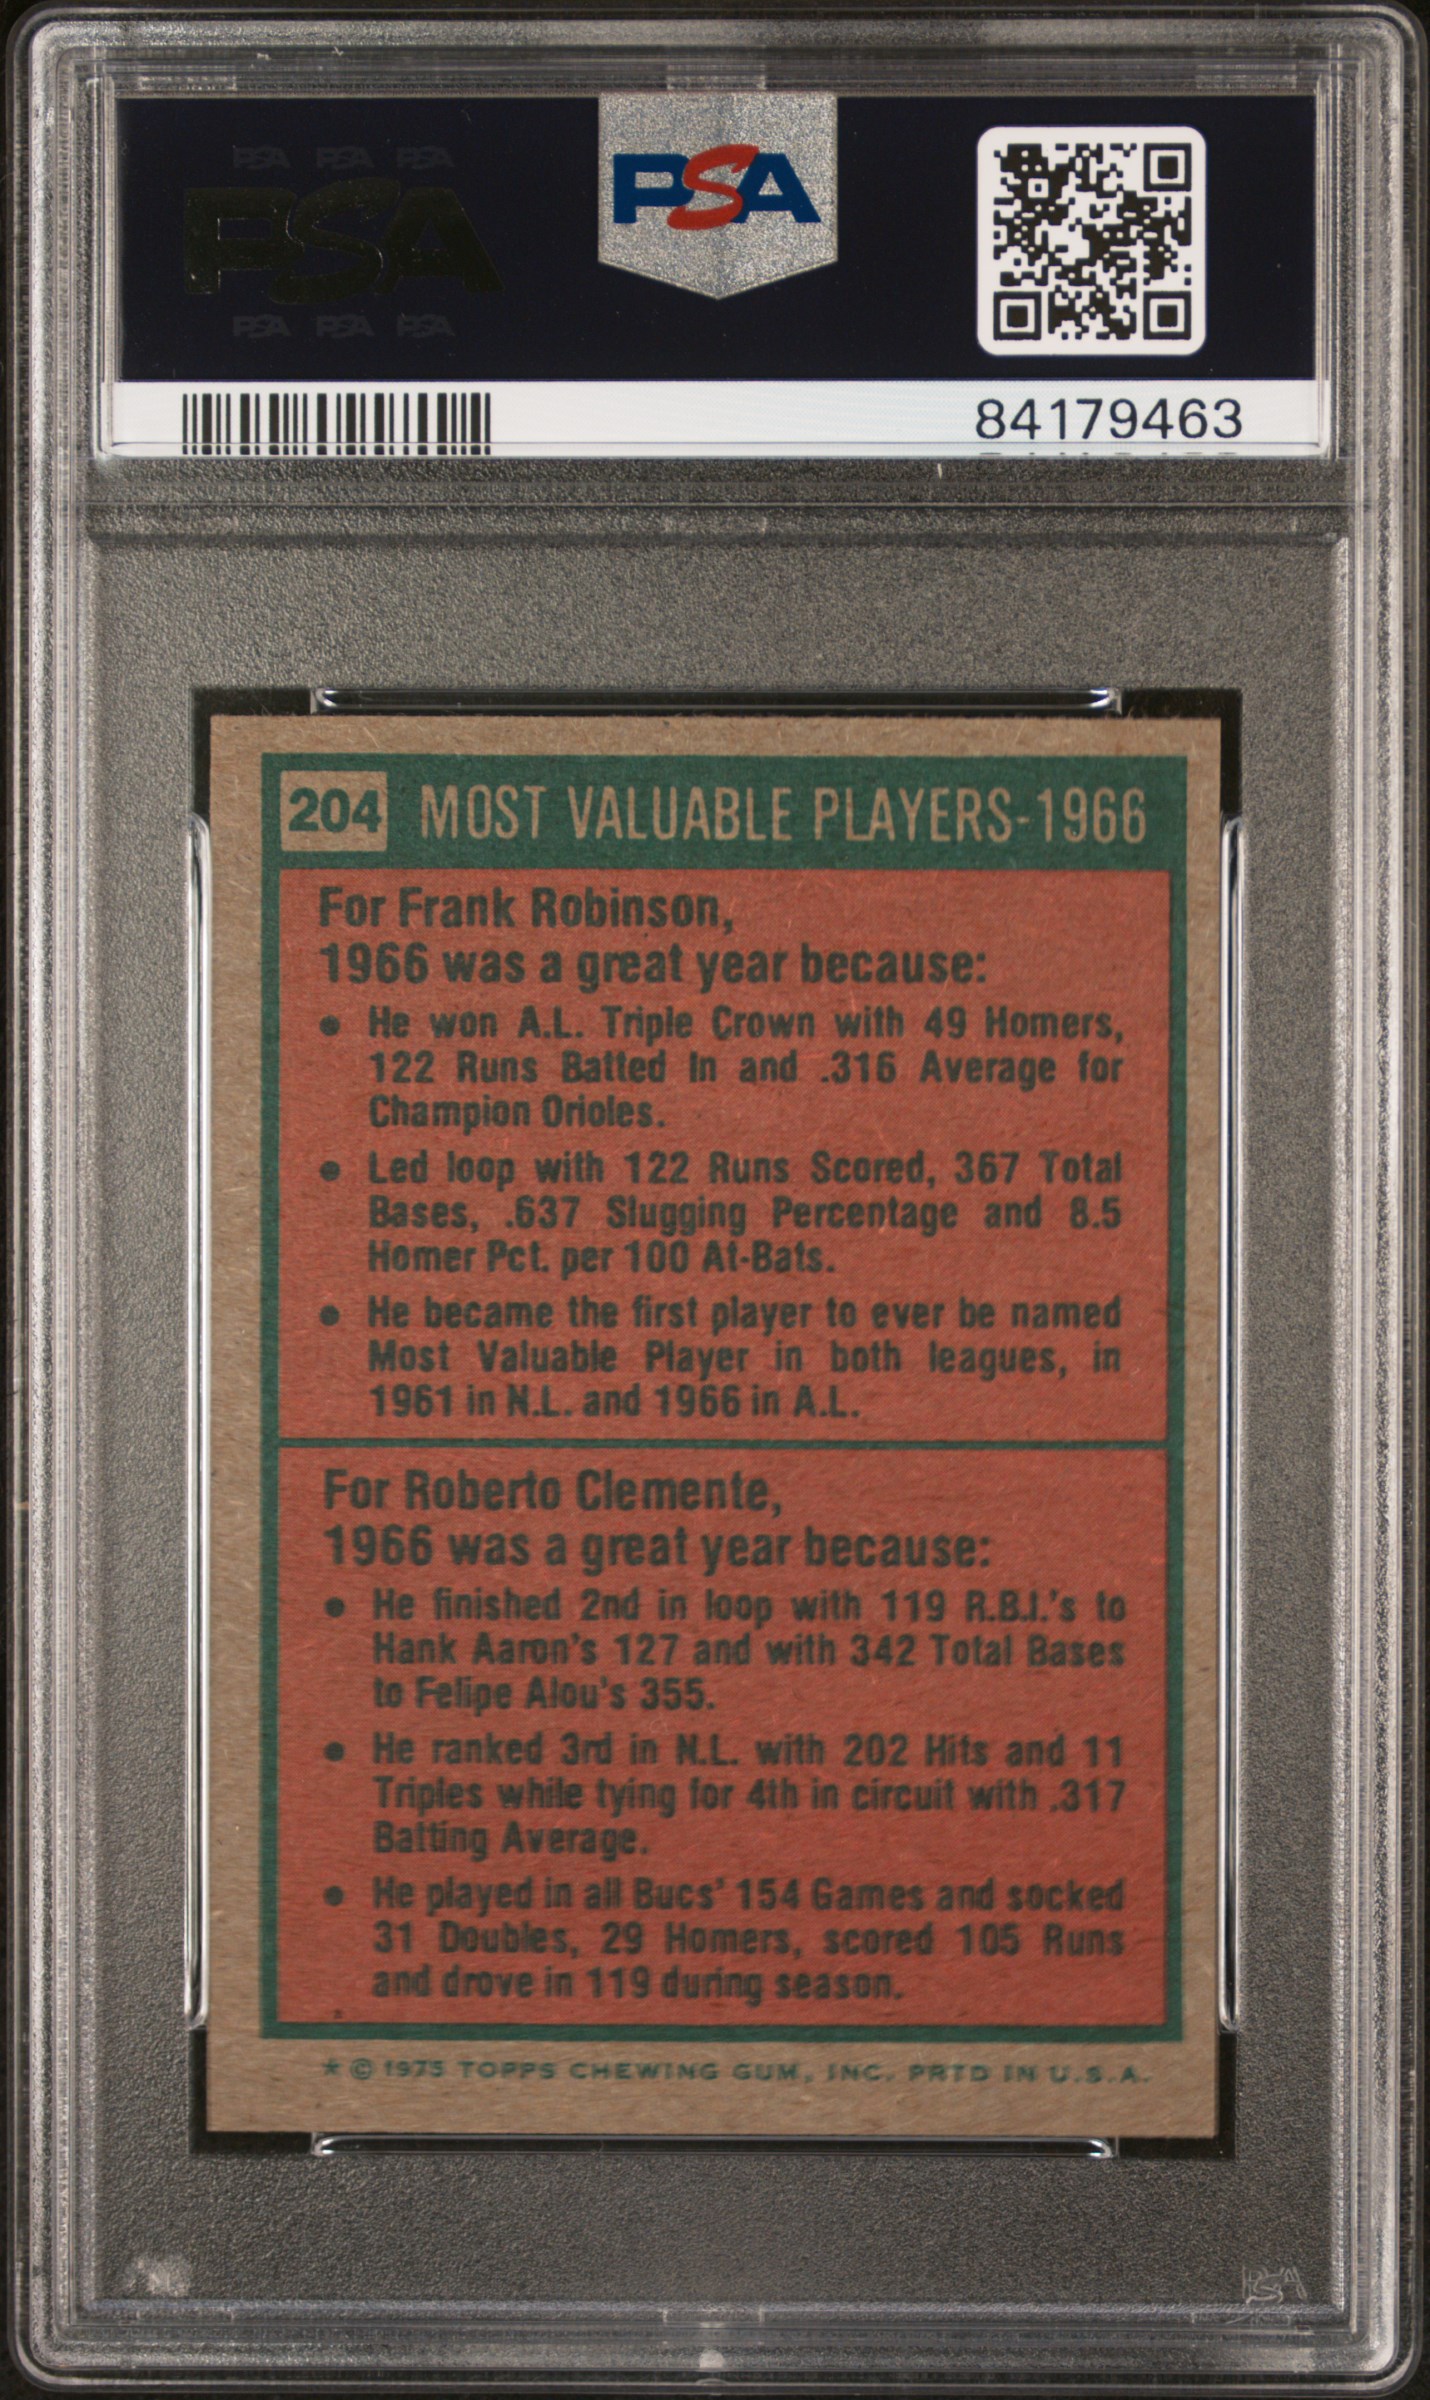 PSA PSA PSA
PSA
PSA PSA PSA
PSA
84179463
204 MOST VALUABLE PLAYERS-1966
For Frank Robinson,
1966 was a great year because:
• He won A.L. Triple Crown with 49 Homers,
122 Runs Batted In and .316 Average for
Champion Orioles.
• Led loop with 122 Runs Scored, 367 Total
Bases, .637 Slugging Percentage and 8.5
Homer Pct. per 100 At-Bats.
• He became the first player to ever be named
Most Valuable Player in both leagues, in
1961 in N.L. and 1966 in A.L.
For Roberto Clemente,
1966 was a great year because:
• He finished 2nd in loop with 119 R.B.I.'s to
Hank Aaron's 127 and with 342 Total Bases
to Felipe Alou's 355.
• He ranked 3rd in N.L. with 202 Hits and 11
Triples while tying for 4th in circuit with .317
Batting Average.
• He played in all Bucs' 154 Games and socked
31 Doubles, 29 Homers, scored 105 Runs
and drove in 119 during season.
* © 1975 TOPPS CHEWING GUM, INC. PRTD IN U.S.A.
PSA